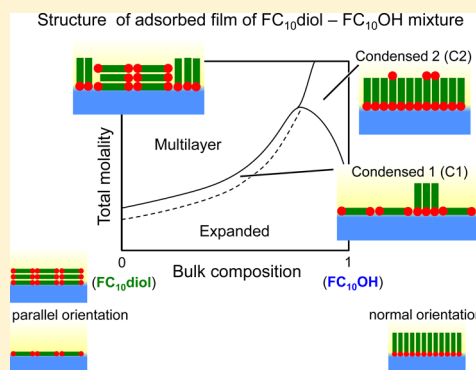 Structure of adsorbed film of FC₁₀diol – FC₁₀OH mixture
Condensed 2 (C2)
Multilayer
Total molality
Condensed 1 (C1)
Expanded
0
1
Bulk composition
(FC₁₀diol)
(FC₁₀OH)
parallel orientation
normal orientation